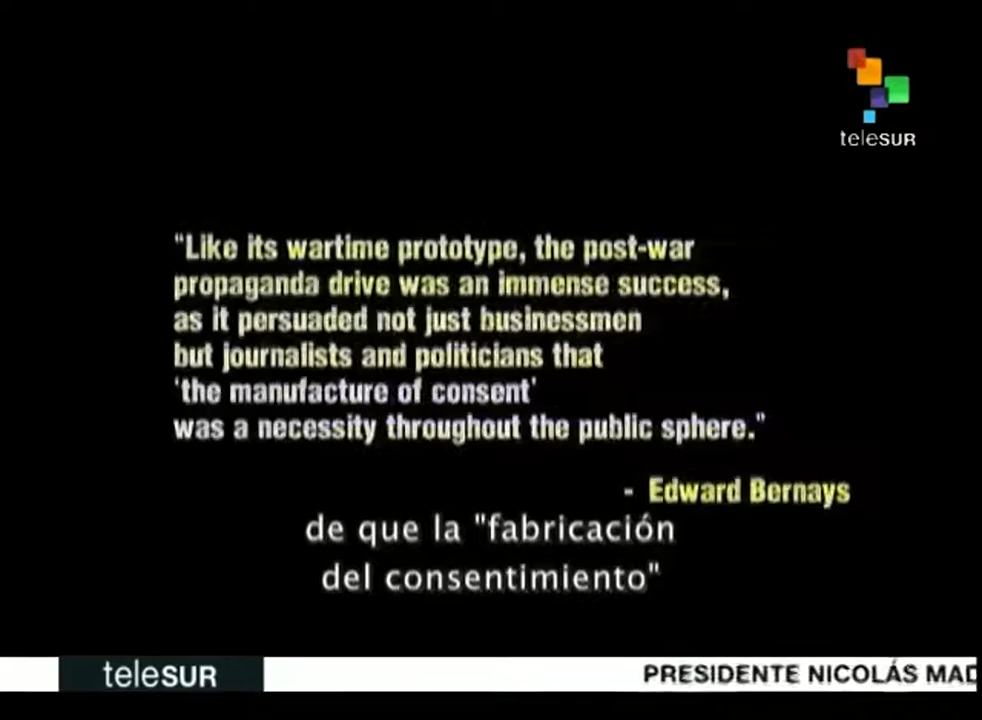 teleSUR
"Like its wartime prototype, the post-war
propaganda drive was an immense success,
as it persuaded not just businessmen
but journalists and politicians that
'the manufacture of consent'
was a necessity throughout the public sphere."
- Edward Bernays
de que la "fabricación
del consentimiento"
teleSUR
PRESIDENTE NICOLÁS MAD